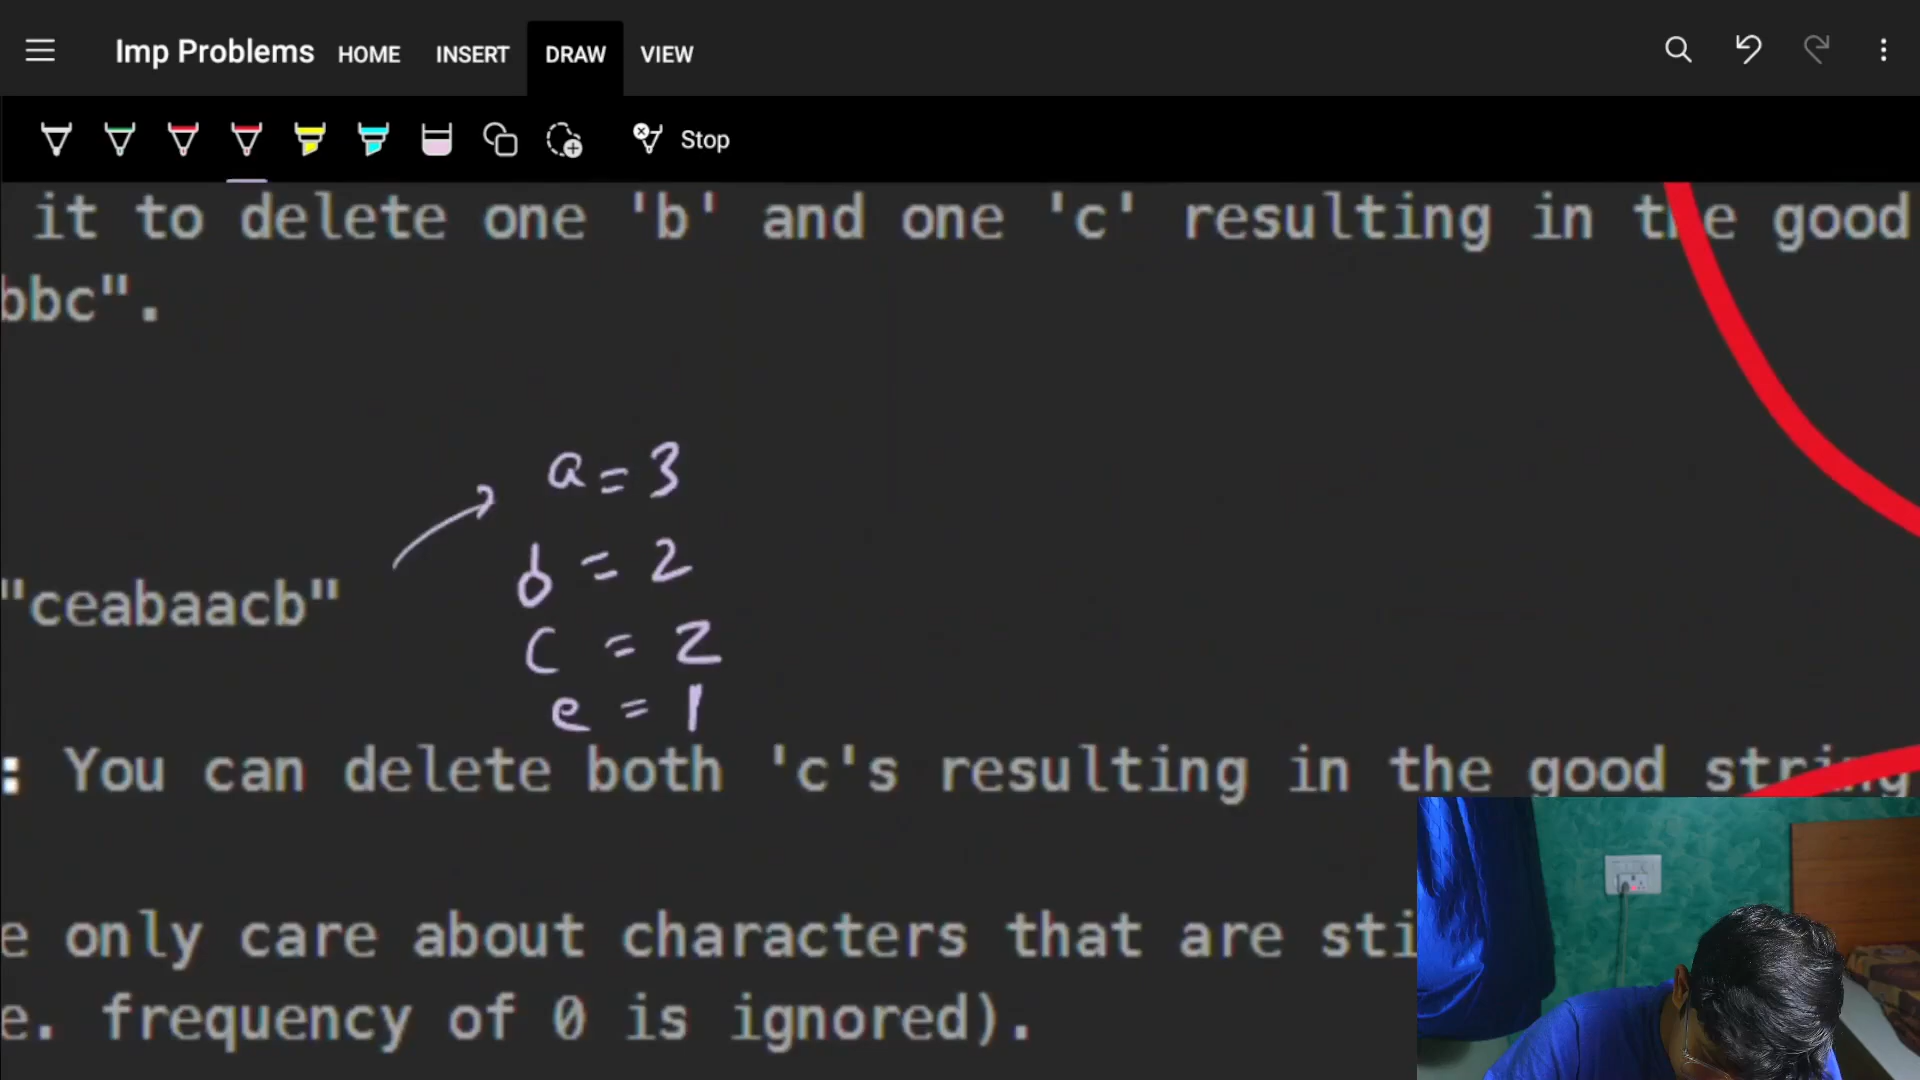 Imp Problems HOME INSERT DRAW VIEW
Stop
it to delete one 'b' and one 'c' resulting in the good
bbc".
a = 3
b = 2
"ceabaacb"
c = 2
e = 1
: You can delete both 'c's resulting in the good string
e only care about characters that are sti
e. frequency of 0 is ignored).